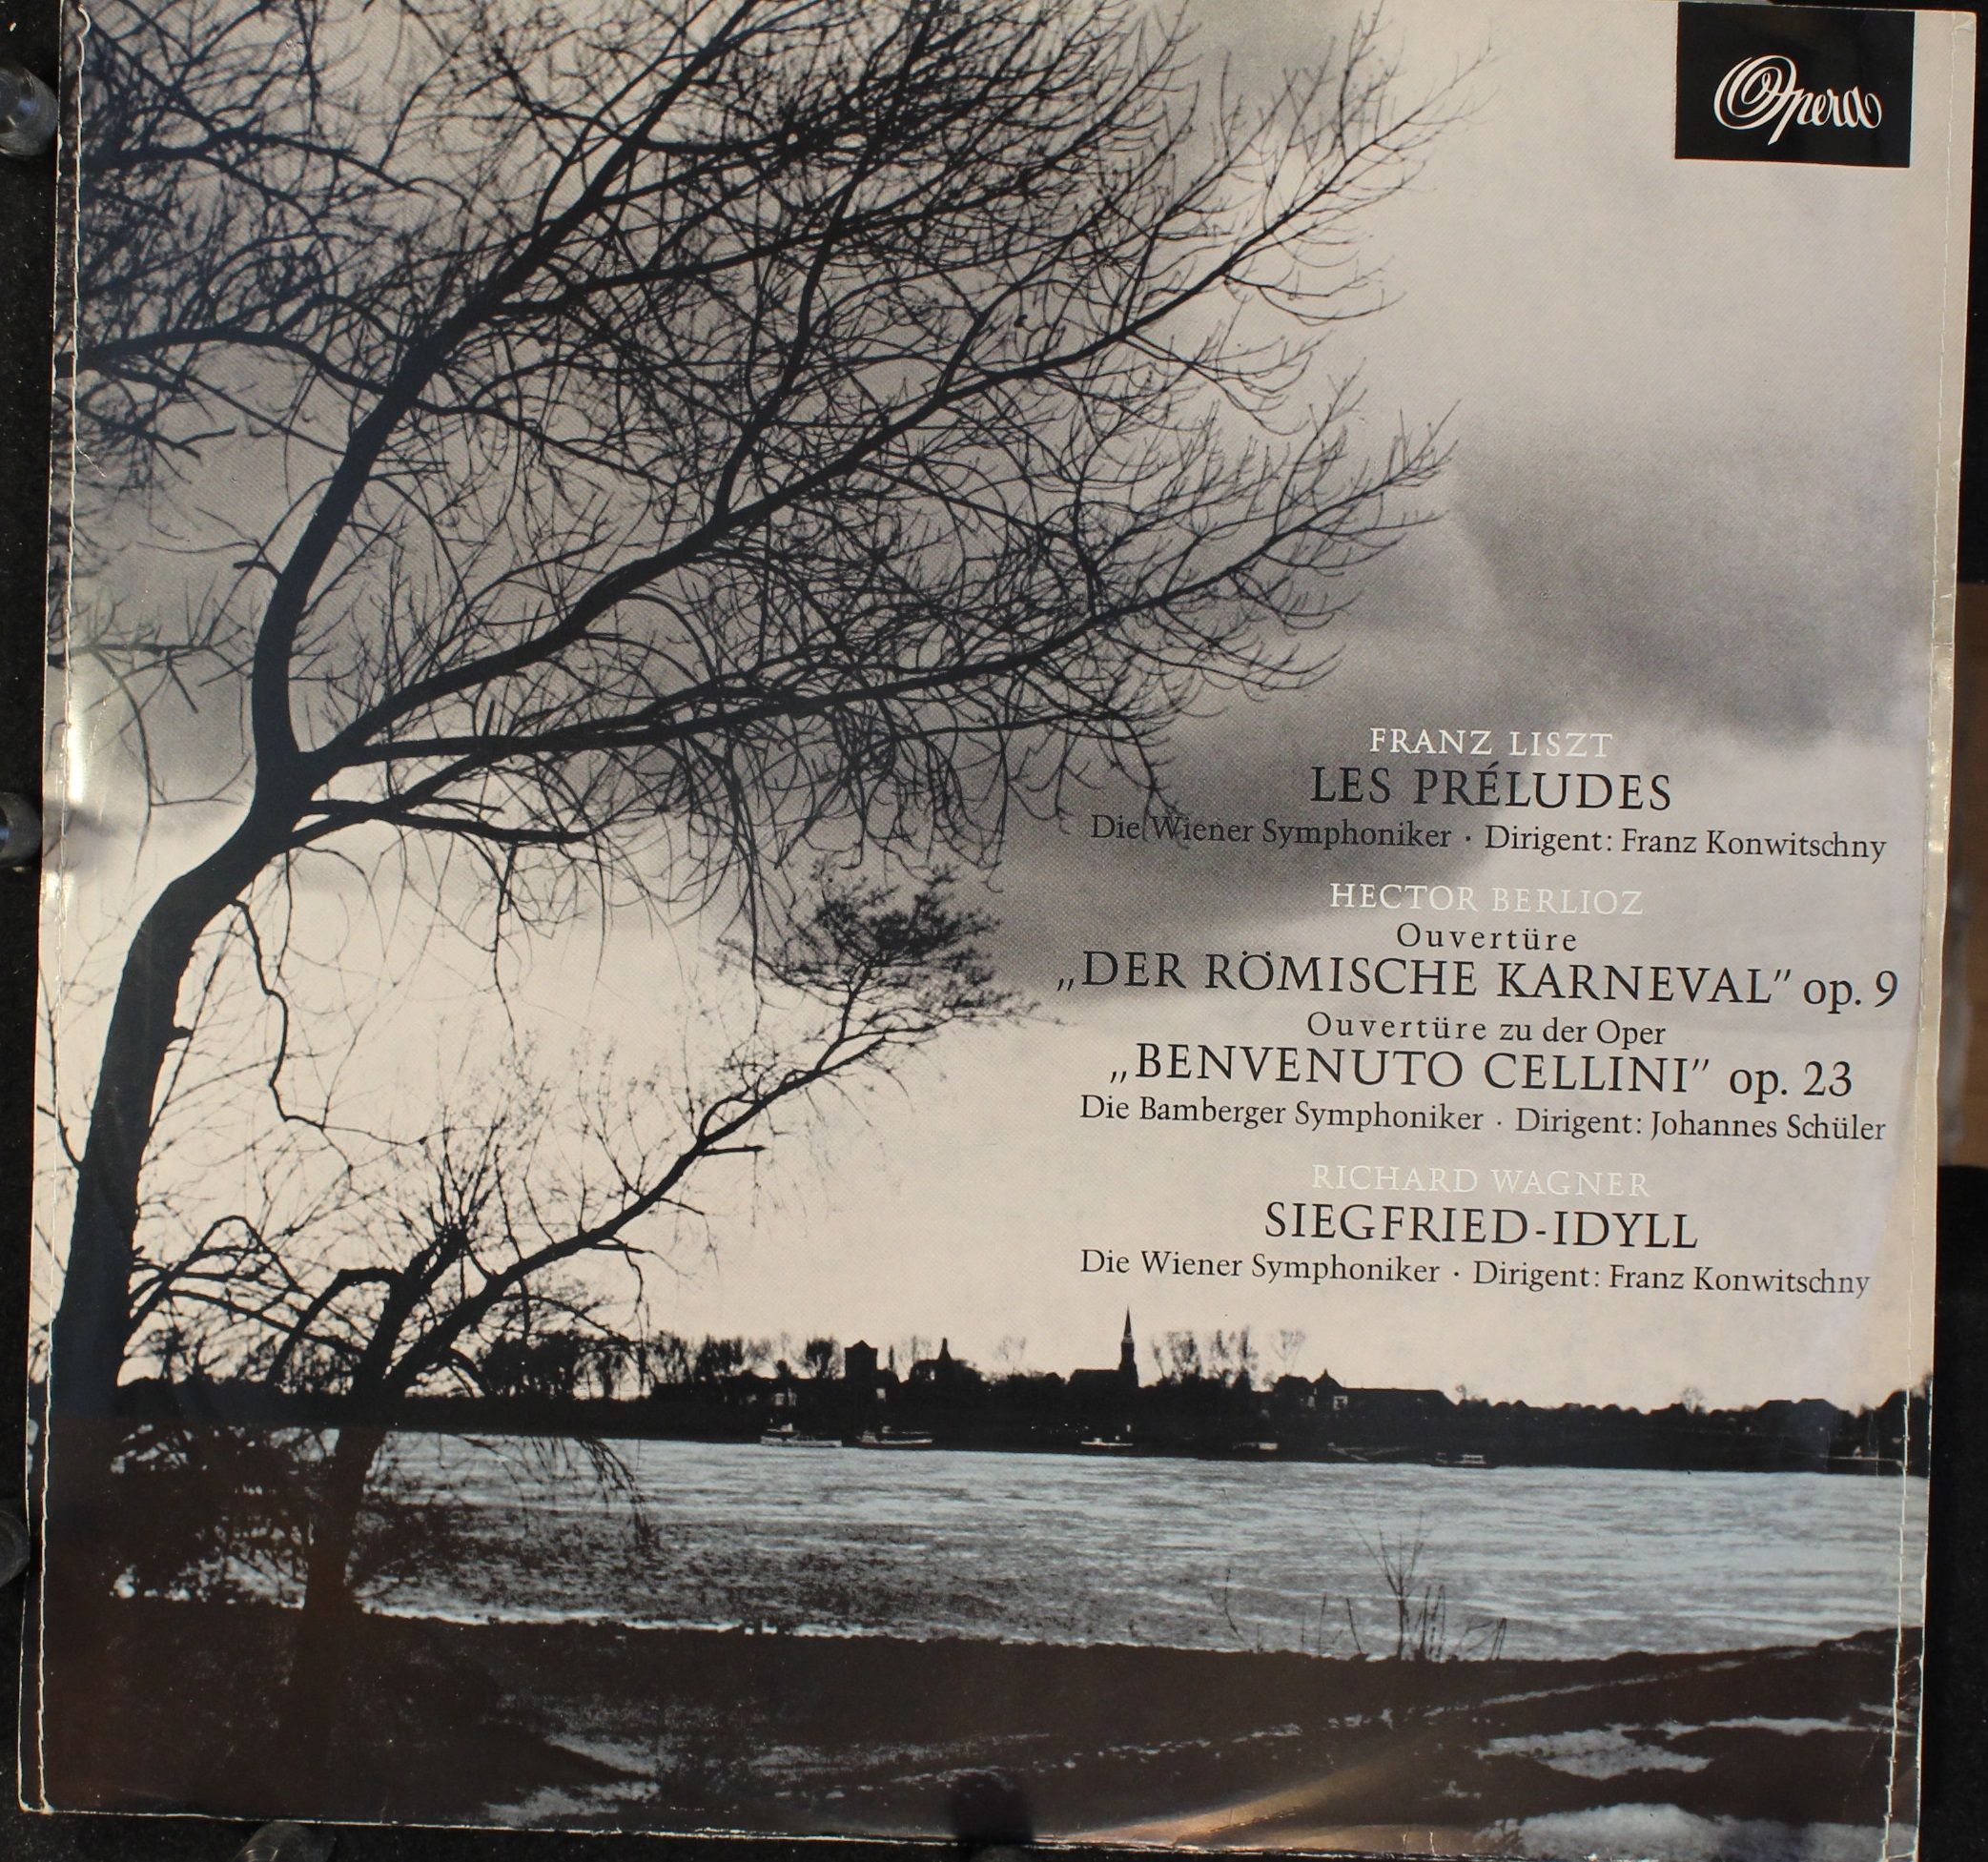 Opera
FRANZ LISZT
LES PRÉLUDES
Die Wiener Symphoniker · Dirigent: Franz Konwitschny
HECTOR BERLIOZ
Ouvertüre
„DER RÖMISCHE KARNEVAL” op. 9
Ouvertüre zu der Oper
„BENVENUTO CELLINI” op. 23
Die Bamberger Symphoniker · Dirigent: Johannes Schüler
RICHARD WAGNER
SIEGFRIED-IDYLL
Die Wiener Symphoniker · Dirigent: Franz Konwitschny